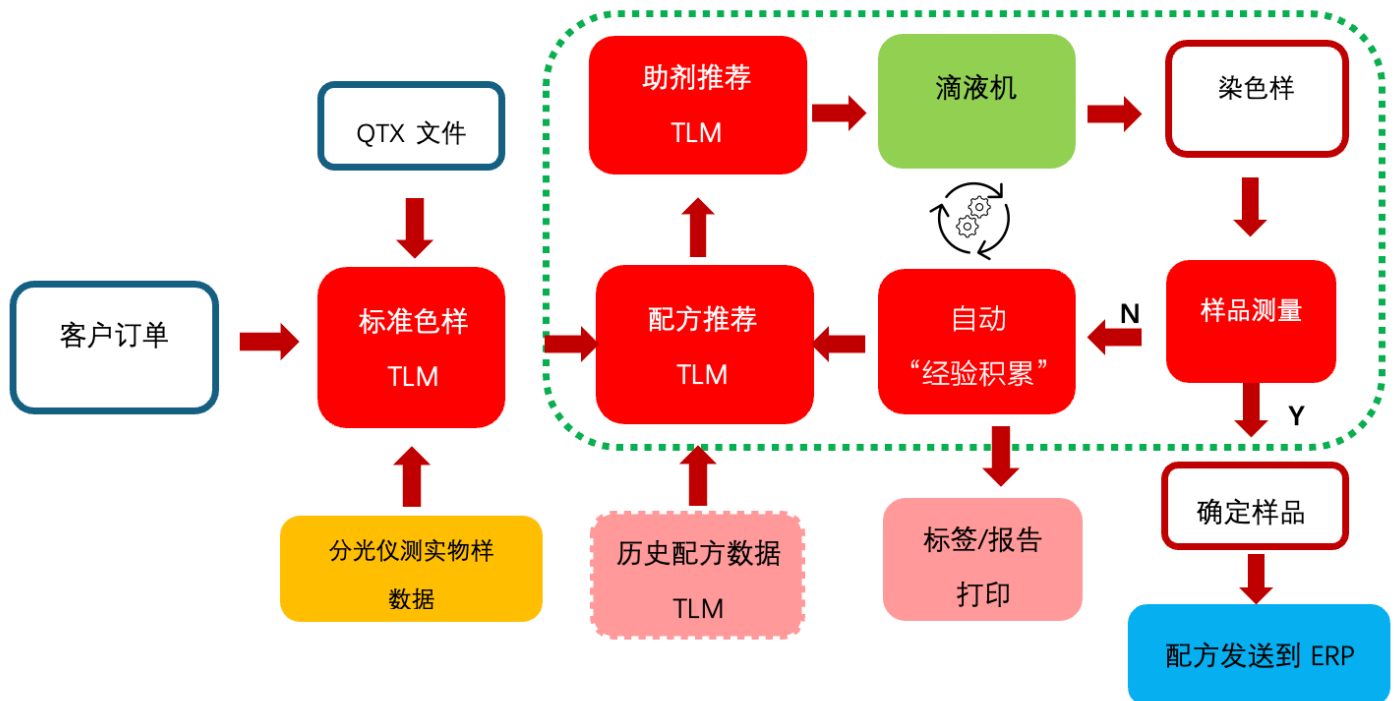 助剂推荐
TLM
滴液机
染色样
QTX 文件
客户订单
标准色样
TLM
配方推荐
TLM
自动
“经验积累”
N
样品测量
Y
分光仪测实物样
数据
历史配方数据
TLM
标签/报告
打印
确定样品
配方发送到 ERP